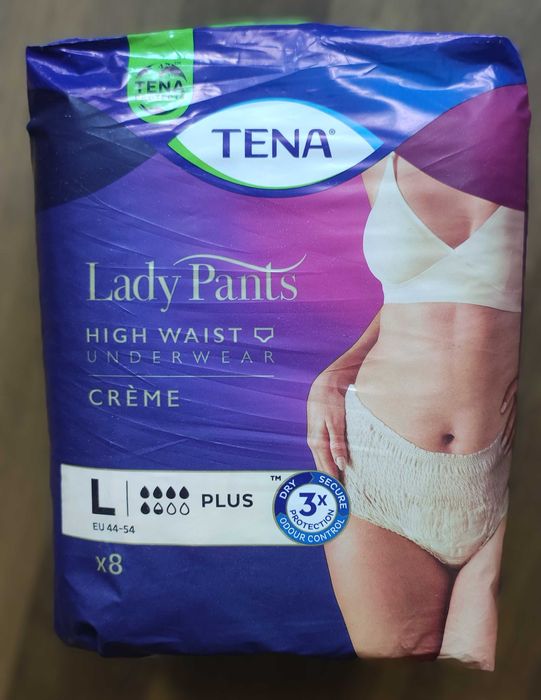 TENA
TENA®
Lady Pants
HIGH WAIST
UNDERWEAR
CRÈME
L PLUS ™
EU 44-54
DRY SECURE
3x
PROTECTION
ODOUR CONTROL
x8